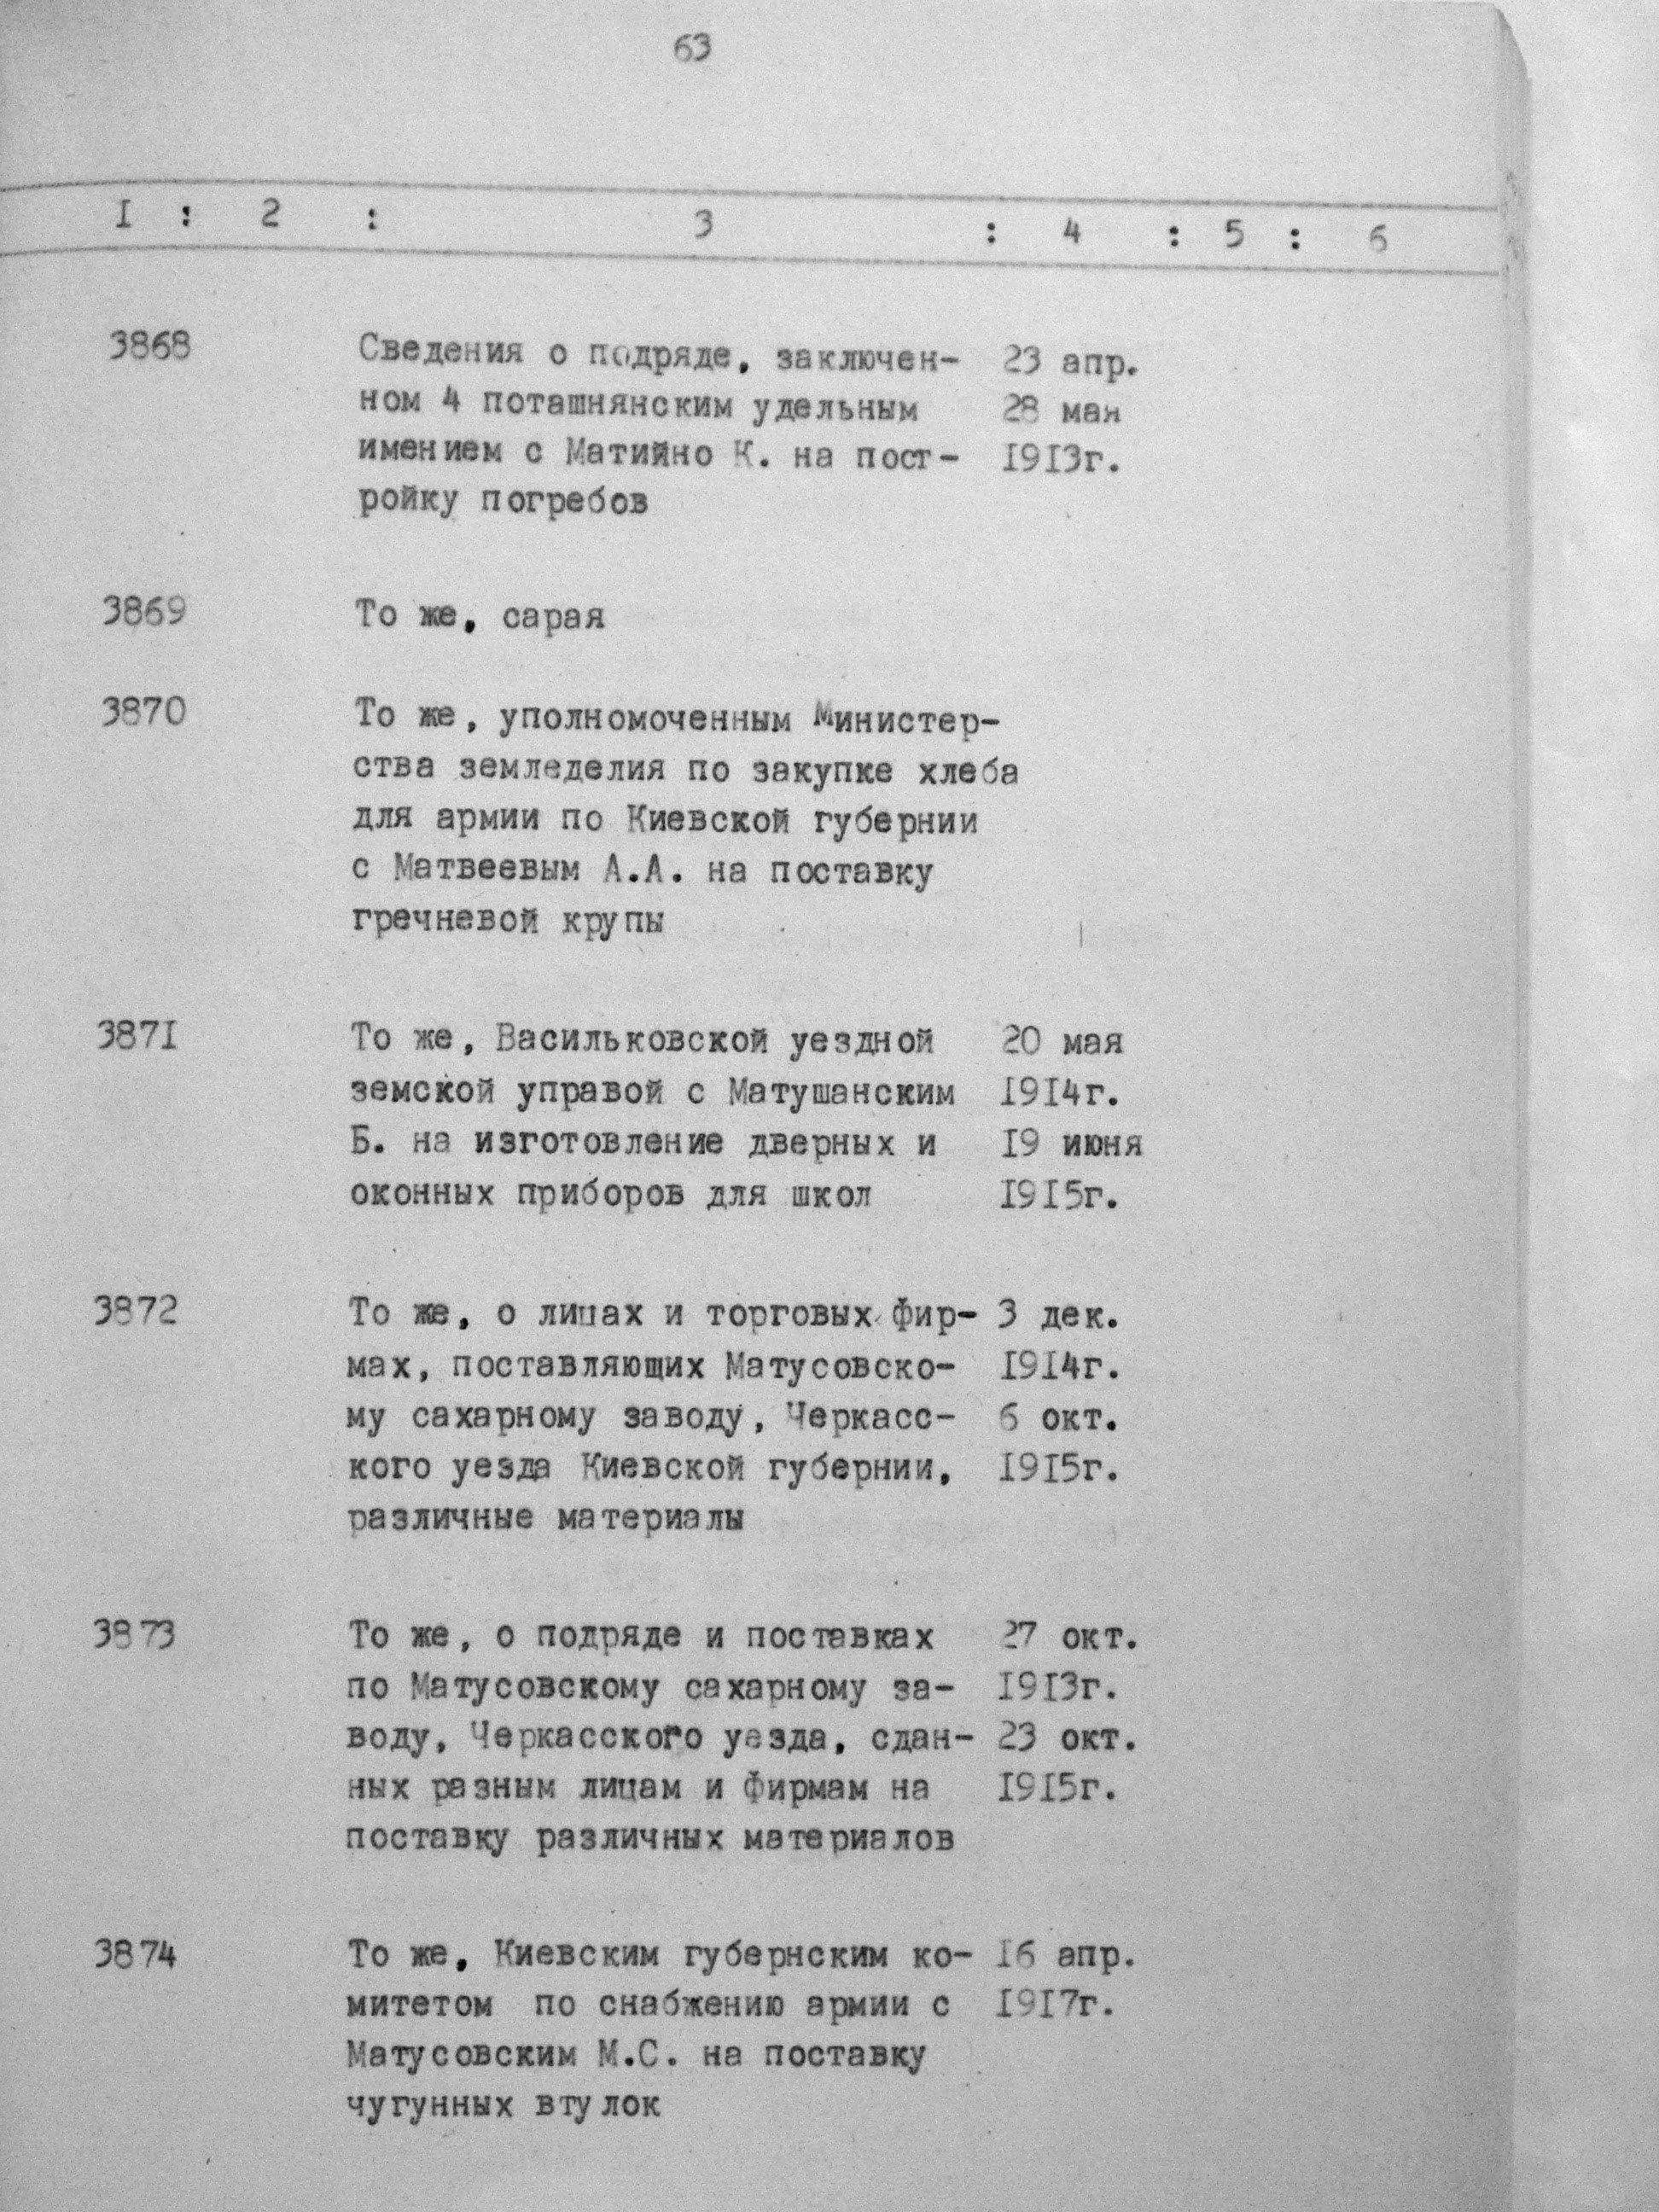 63
I : 2 : 3 : 4 : 5 : 6
3868 Сведения о подряде, заключен- 23 апр.
ном 4 поташнянским удельным 28 мая
имением с Матийно К. на пост- 1913г.
ройку погребов
3869 То же, сарая
3870 То же, уполномоченным Министер-
ства земледелия по закупке хлеба
для армии по Киевской губернии
с Матвеевым А.А. на поставку
гречневой крупы
3871 То же, Васильковской уездной 20 мая
земской управой с Матушанским 1914г.
Б. на изготовление дверных и 19 июня
оконных приборов для школ 1915г.
3872 То же, о лицах и торговых фир- 3 дек.
мах, поставляющих Матусовско- 1914г.
му сахарному заводу, Черкасс- 6 окт.
кого уезда Киевской губернии, 1915г.
различные материалы
3873 То же, о подряде и поставках 27 окт.
по Матусовскому сахарному за- 1913г.
воду, Черкасского уезда, сдан- 23 окт.
ных разным лицам и фирмам на 1915г.
поставку различных материалов
3874 То же, Киевским губернским ко- 16 апр.
митетом по снабжению армии с 1917г.
Матусовским М.С. на поставку
чугунных втулок